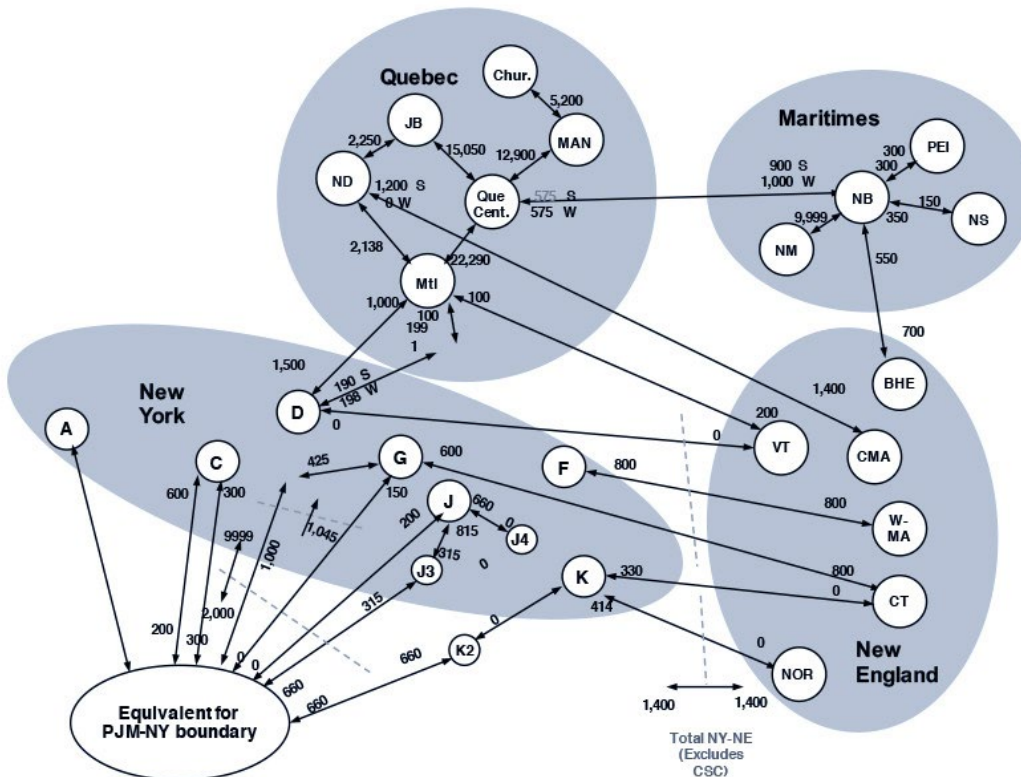 Quebec
Chur.
5,200
JB
MAN
2,250
15,050
12,900
ND
1,200 S
0 W
Que
Cent.
575 S
575 W
2,138
22,290
Mtl
1,000
100
100
199
1
Maritimes
PEI
300
300
900 S
1,000 W
NB
150
NS
350
9,999
NM
550
700
New
York
1,500
190 S
198 W
D
0
A
C
600
300
425
G
150
600
F
800
1,045
9999
1,000
2,000
200
J
660
0
J4
815
315
0
J3
315
K
330
414
0
K2
660
660
660
200
300
0
0
Equivalent for
PJM-NY boundary
BHE
1,400
200
0
VT
CMA
800
W-
MA
800
0
CT
0
NOR
New
England
1,400
1,400
Total NY-NE
(Excludes
CSC)